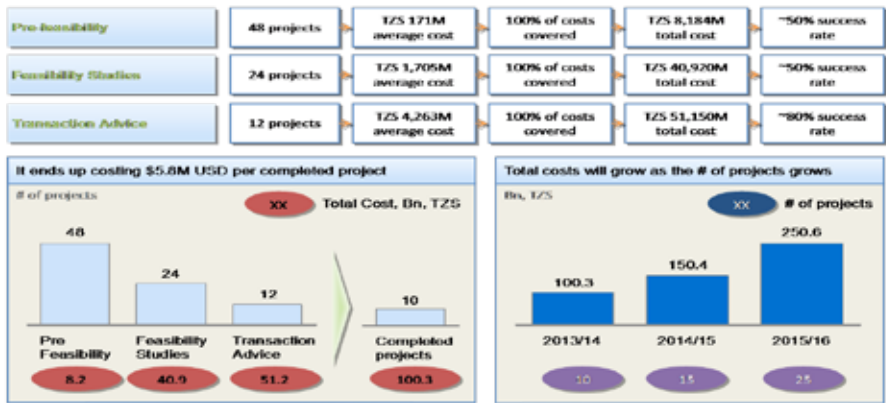 Pre-feasibility
48 projects
TZS 171M
average cost
100% of costs
covered
TZS 8,184M
total cost
~50% success
rate
Feasibility Studies
24 projects
TZS 1,705M
average cost
100% of costs
covered
TZS 40,920M
total cost
~50% success
rate
Transaction Advice
12 projects
TZS 4,263M
average cost
100% of costs
covered
TZS 51,150M
total cost
~80% success
rate
It ends up costing $5.8M USD per completed project
# of projects
XX
Total Cost, Bn, TZS
48
24
12
10
Pre
Feasibility
Feasibility
Studies
Transaction
Advice
Completed
projects
8.2
40.9
51.2
100.3
Total costs will grow as the # of projects grows
Bn, TZS
XX
# of projects
100.3
150.4
250.6
2013/14
2014/15
2015/16
10
15
25